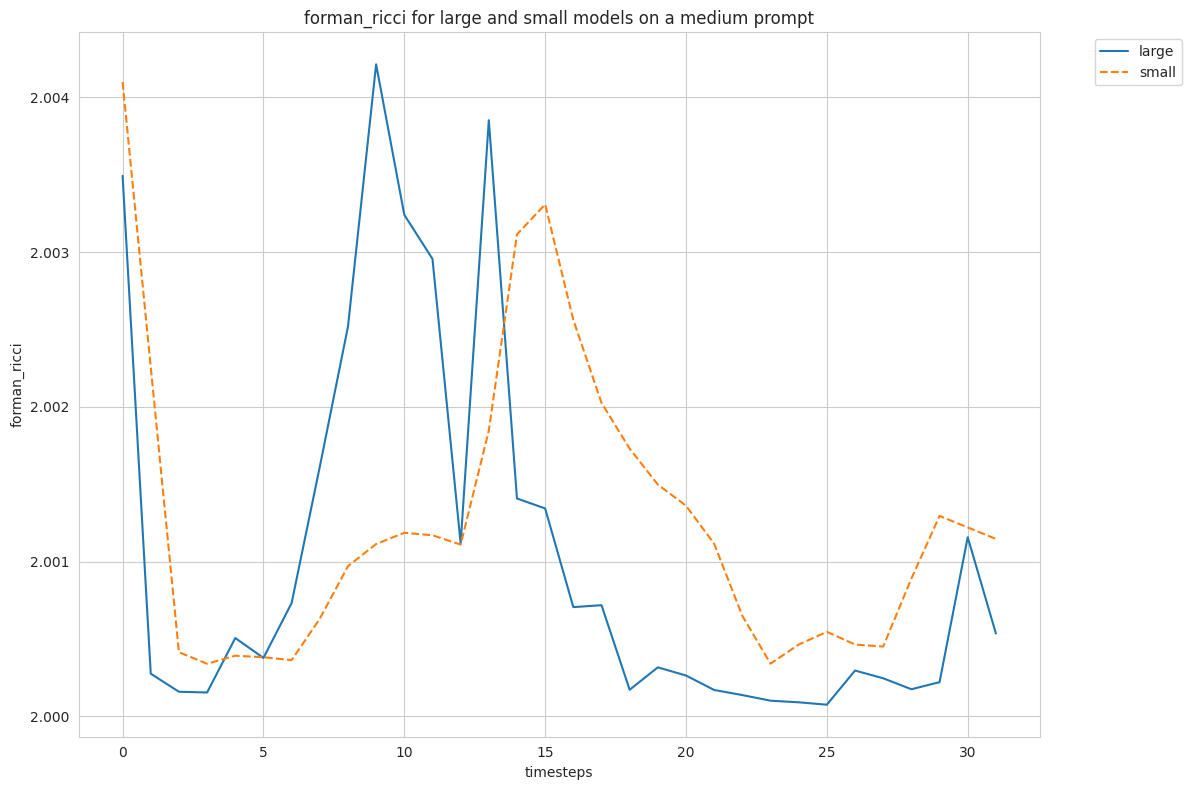 forman_ricci for large and small models on a medium prompt
large
small
2.004
2.003
2.002
2.001
2.000
forman_ricci
0 5 10 15 20 25 30
timesteps